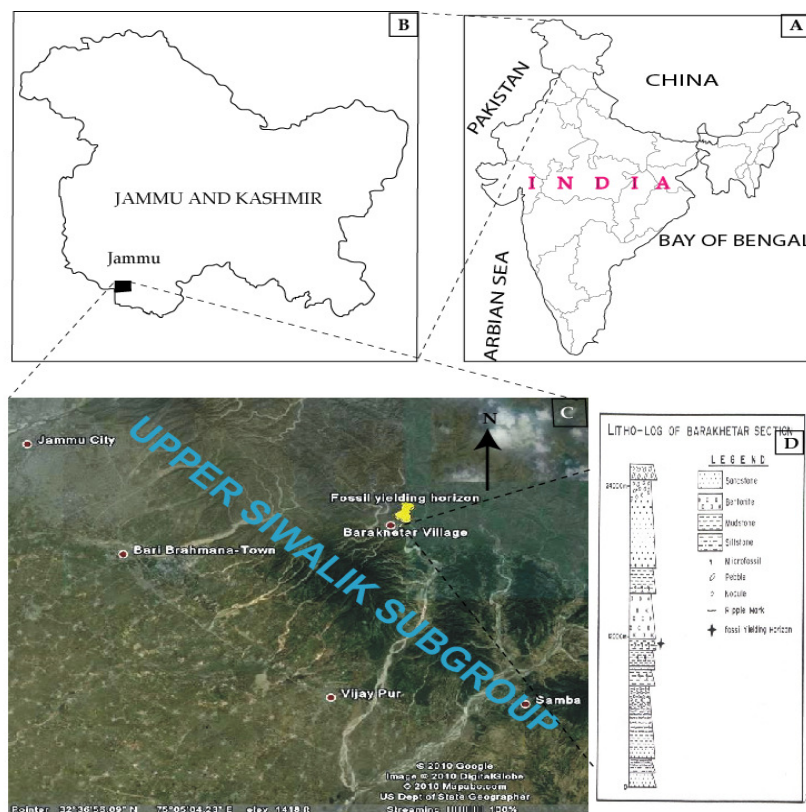 B
JAMMU AND KASHMIR
Jammu
A
PAKISTAN
CHINA
I N D I A
BAY OF BENGAL
ARBIAN SEA
C
N
Jammu City
UPPER SIWALIK SUBGROUP
Fossil yielding horizon
Barakhetar Village
Bari Brahmana-Town
Vijay Pur
Samba
© 2010 Google
Image © 2010 DigitalGlobe
© 2010 Mapabc.com
US Dept of State Geographer
Pointer 32°36'55.09" N 75°05'04.23" E elev 1418 ft
Streaming 100%
LITHO-LOG OF BARAKHETAR SECTION
D
LEGEND
Sandstone
Bentonite
Mudstone
Siltstone
Microfossil
Pebble
Nodule
Ripple Mark
Fossil Yielding Horizon
0